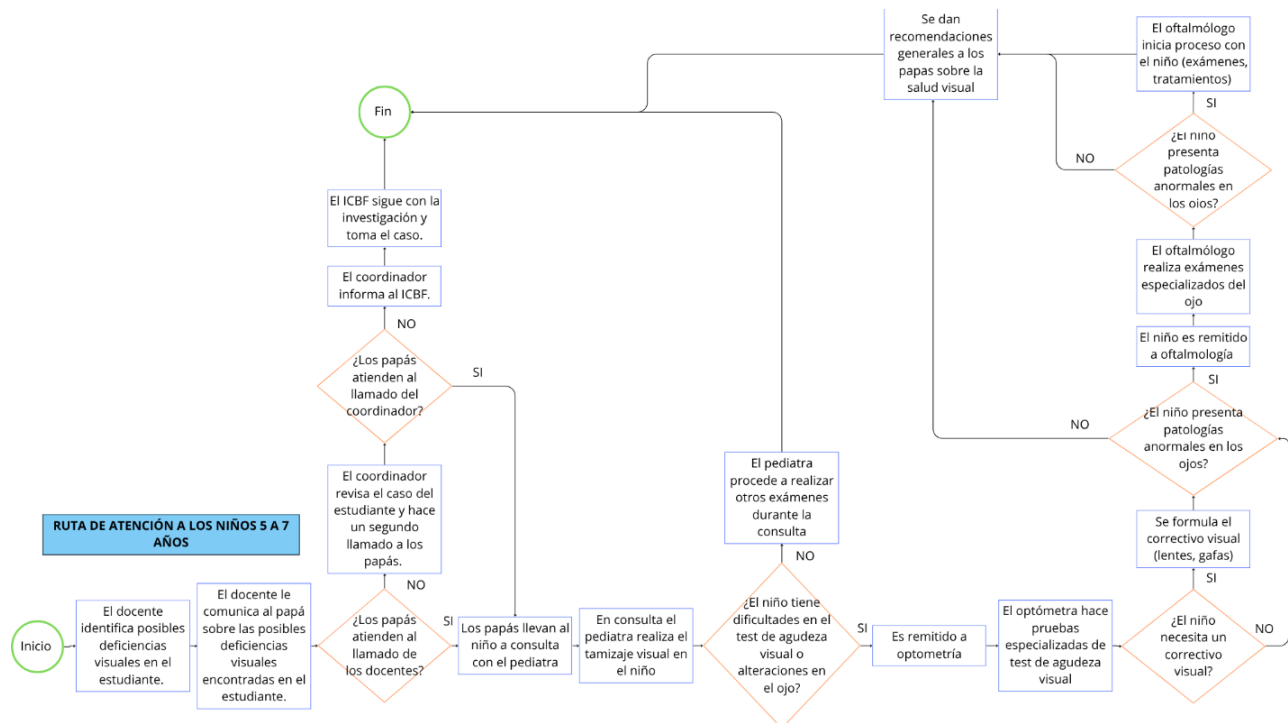 Se dan
recomendaciones
generales a los
papas sobre la
salud visual
El oftalmólogo
inicia proceso con
el niño (exámenes,
tratamientos)
SI
Fin
¿El niño
presenta
patologías
anormales en
los ojos?
NO
El ICBF sigue con la
investigación y
toma el caso.
El oftalmólogo
realiza exámenes
especializados del
ojo
El coordinador
informa al ICBF.
NO
El niño es remitido
a oftalmología
SI
¿Los papás
atienden al
llamado del
coordinador?
SI
¿El niño presenta
patologías
anormales en los
ojos?
NO
El coordinador
revisa el caso del
estudiante y hace
un segundo
llamado a los
papás.
NO
El pediatra
procede a realizar
otros exámenes
durante la
consulta
NO
Se formula el
correctivo visual
(lentes, gafas)
SI
RUTA DE ATENCIÓN A LOS NIÑOS 5 A 7
AÑOS
Inicio
El docente
identifica posibles
deficiencias
visuales en el
estudiante.
El docente le
comunica al papá
sobre las posibles
deficiencias
visuales
encontradas en el
estudiante.
¿Los papás
atienden al
llamado de
los docentes?
SI
Los papás llevan al
niño a consulta
con el pediatra
En consulta el
pediatra realiza el
tamizaje visual en
el niño
¿El niño tiene
dificultades en el
test de agudeza
visual o
alteraciones en
el ojo?
SI
Es remitido a
optometría
El optómetra hace
pruebas
especializadas de
test de agudeza
visual
¿El niño
necesita un
correctivo
visual?
NO